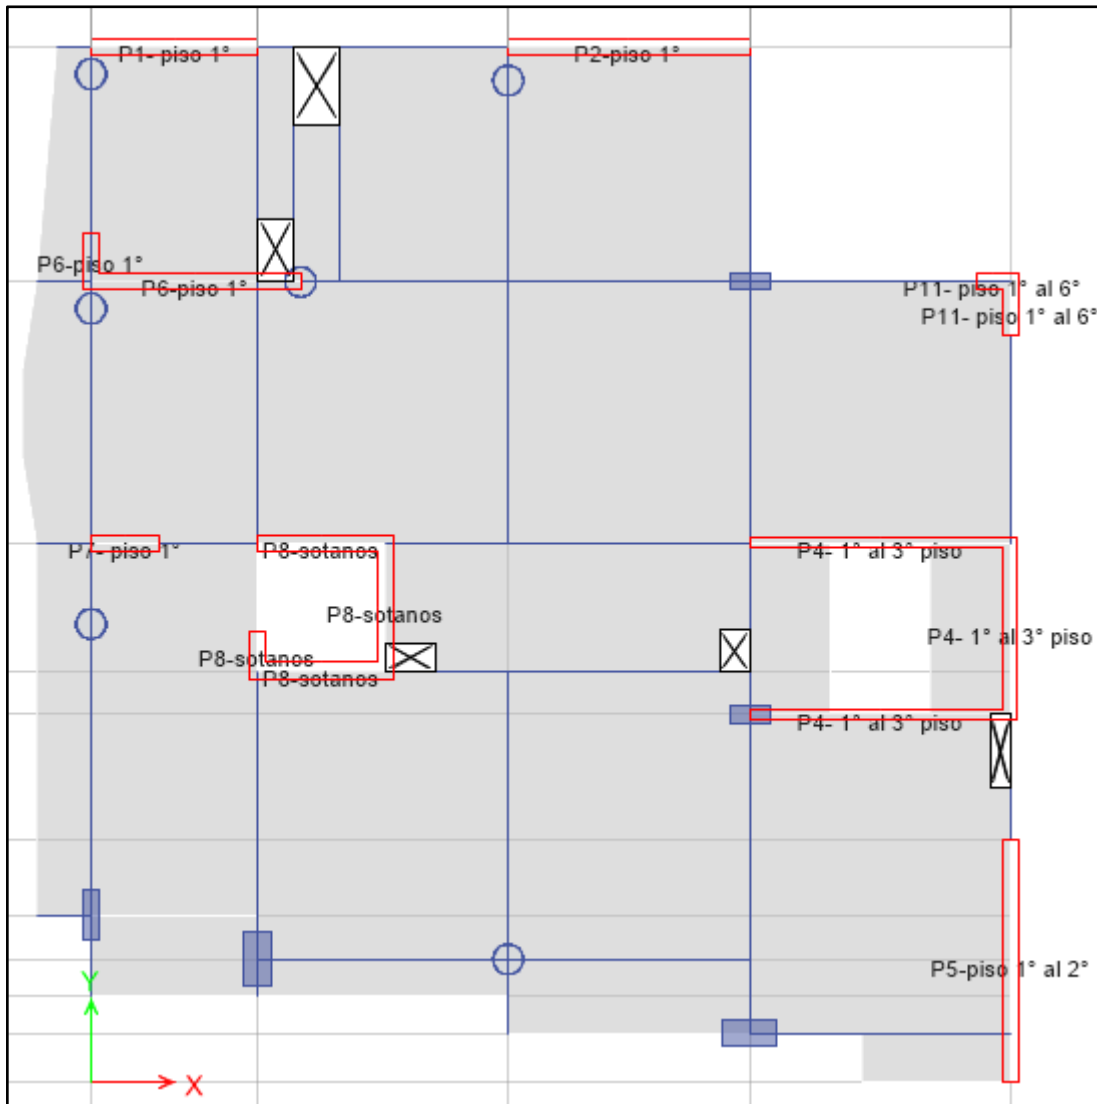 P1- piso 1°
P2-piso 1°
P6-piso 1°
P6-piso 1°
P11- piso 1° al 6°
P11- piso 1° al 6°
P7- piso 1°
P8-sotanos
P4- 1° al 3° piso
P8-sotanos
P4- 1° al 3° piso
P8-sotanos
P8-sotanos
P4- 1° al 3° piso
P5-piso 1° al 2°
Y
X